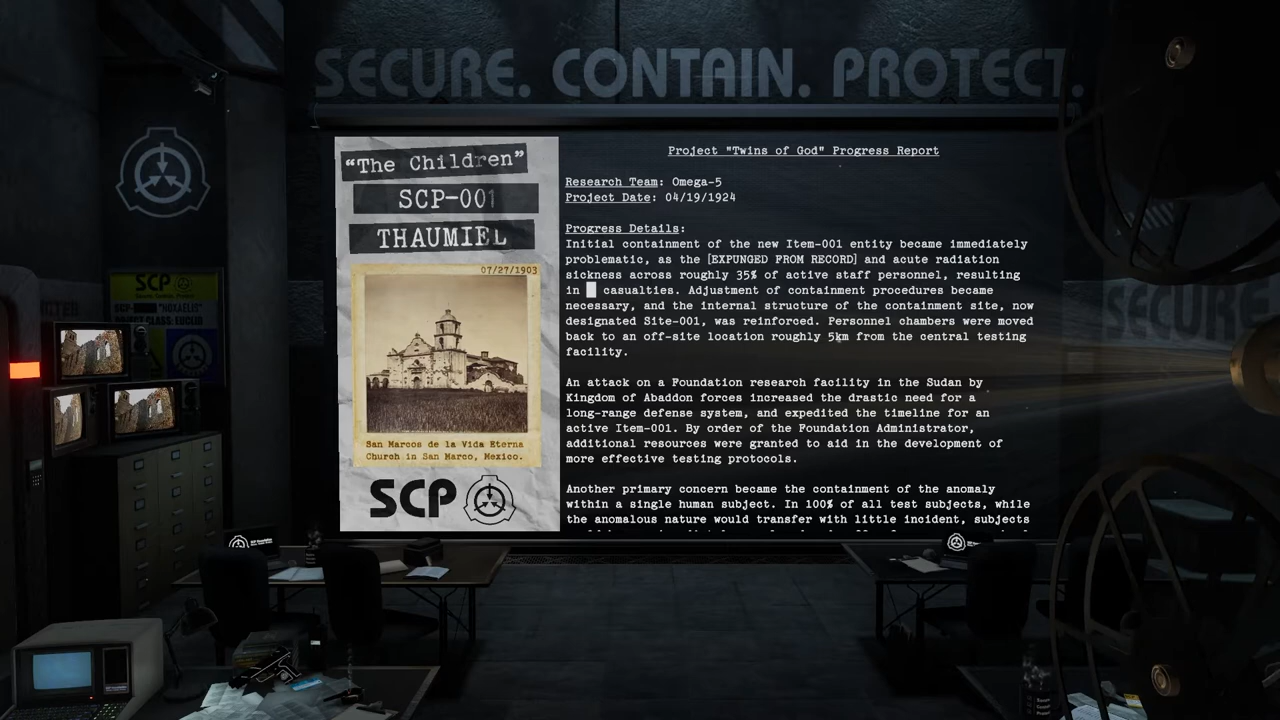 SECURE. CONTAIN. PROTECT.
"The Children"
SCP-001
THAUMIEL
07/27/1903
San Marcos de la Vida Eterna
Church in San Marco, Mexico.
SCP
Project "Twins of God" Progress Report
Research Team: Omega-5
Project Date: 04/19/1924
Progress Details:
Initial containment of the new Item-001 entity became immediately
problematic, as the [EXPUNGED FROM RECORD] and acute radiation
sickness across roughly 35% of active staff personnel, resulting
in █ casualties. Adjustment of containment procedures became
necessary, and the internal structure of the containment site, now
designated Site-001, was reinforced. Personnel chambers were moved
back to an off-site location roughly 5km from the central testing
facility.
An attack on a Foundation research facility in the Sudan by
Kingdom of Abaddon forces increased the drastic need for a
long-range defense system, and expedited the timeline for an
active Item-001. By order of the Foundation Administrator,
additional resources were granted to aid in the development of
more effective testing protocols.
Another primary concern became the containment of the anomaly
within a single human subject. In 100% of all test subjects, while
the anomalous nature would transfer with little incident, subjects
SCP
SECURE